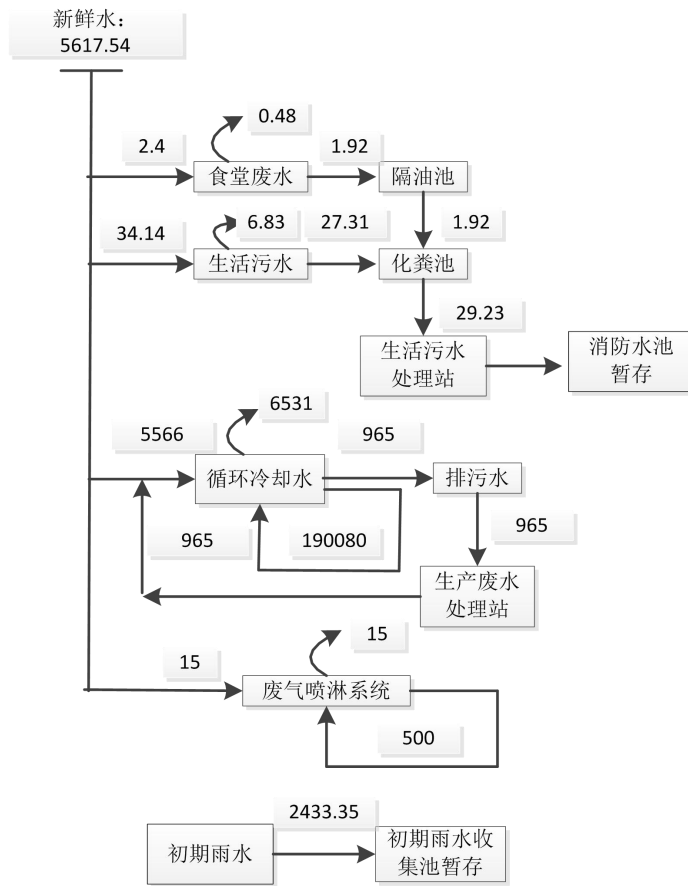 新鲜水：
5617.54
0.48
2.4
1.92
食堂废水
隔油池
34.14
6.83
27.31
1.92
生活污水
化粪池
29.23
生活污水
处理站
消防水池
暂存
6531
5566
965
循环冷却水
排污水
965
190080
965
生产废水
处理站
15
15
废气喷淋系统
500
2433.35
初期雨水
初期雨水收
集池暂存